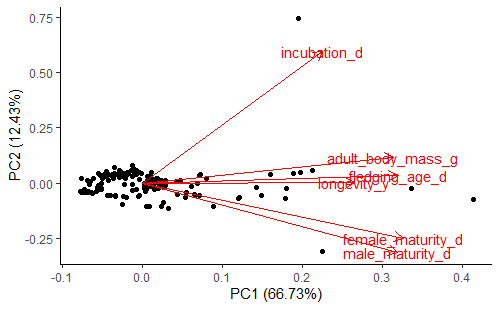 0.75
incubation_d
0.50
0.25
adult_body_mass_g
fledging_age_d
longevity_y
0.00
female_maturity_d
male_maturity_d
-0.25
-0.1 0.0 0.1 0.2 0.3 0.4
PC1 (66.73%)
PC2 (12.43%)